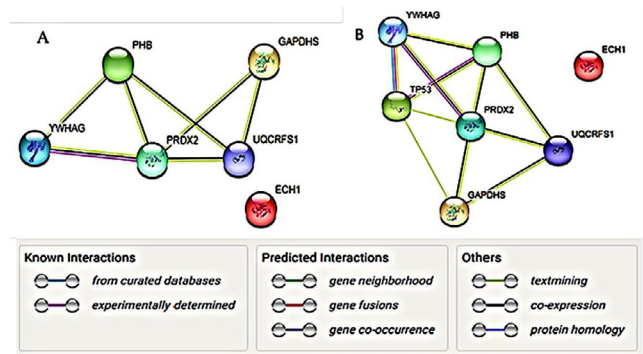 A
PHB
GAPDHS
YWHAG
PRDX2
UQCRFS1
ECH1
B
YWHAG
PHB
ECH1
TP53
PRDX2
UQCRFS1
GAPDHS
Known Interactions
from curated databases
experimentally determined
Predicted Interactions
gene neighborhood
gene fusions
gene co-occurrence
Others
textmining
co-expression
protein homology